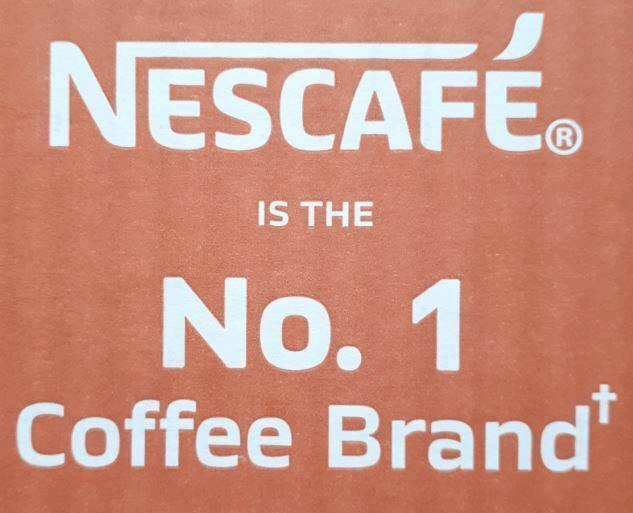 NESCAFÉ®
IS THE
No. 1
Coffee Brand†